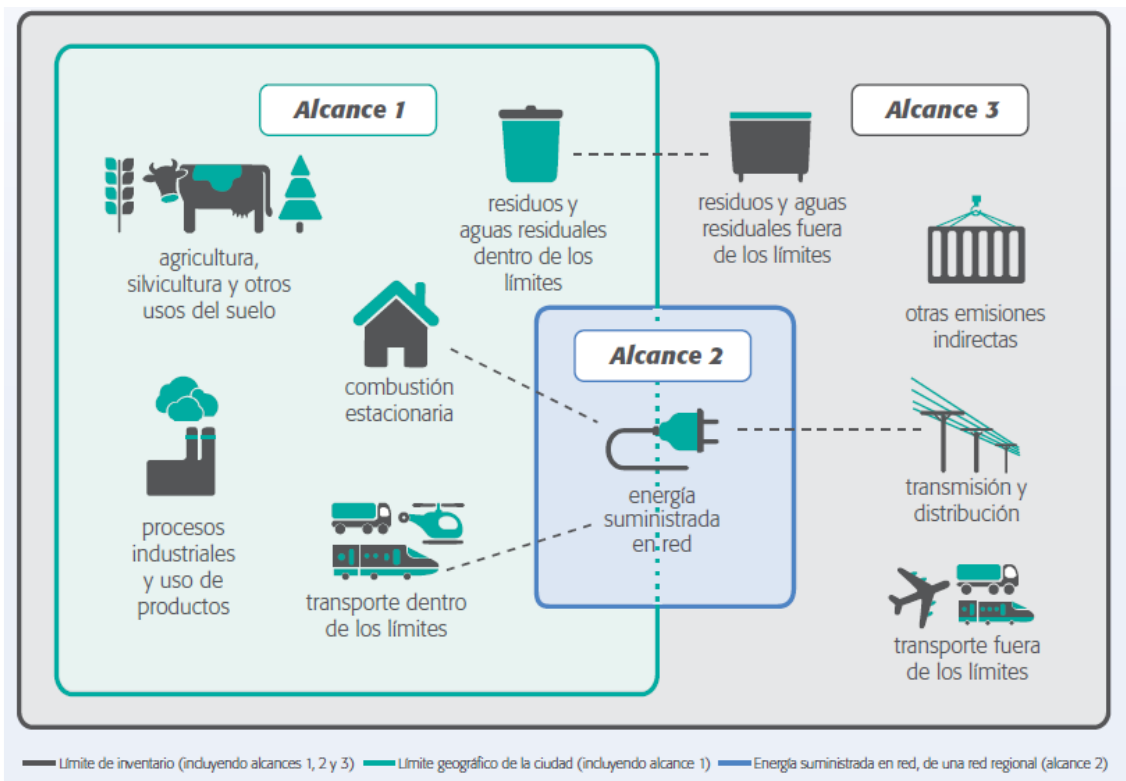 Alcance 1
Alcance 3
residuos y
aguas residuales
dentro de los
límites
residuos y aguas
residuales fuera
de los límites
agricultura,
silvicultura y otros
usos del suelo
otras emisiones
indirectas
Alcance 2
combustión
estacionaria
energía
suministrada
en red
transmisión y
distribución
procesos
industriales
y uso de
productos
transporte dentro
de los límites
transporte fuera
de los límites
Límite de inventario (incluyendo alcances 1, 2 y 3) Límite geográfico de la ciudad (incluyendo alcance 1) Energía suministrada en red, de una red regional (alcance 2)